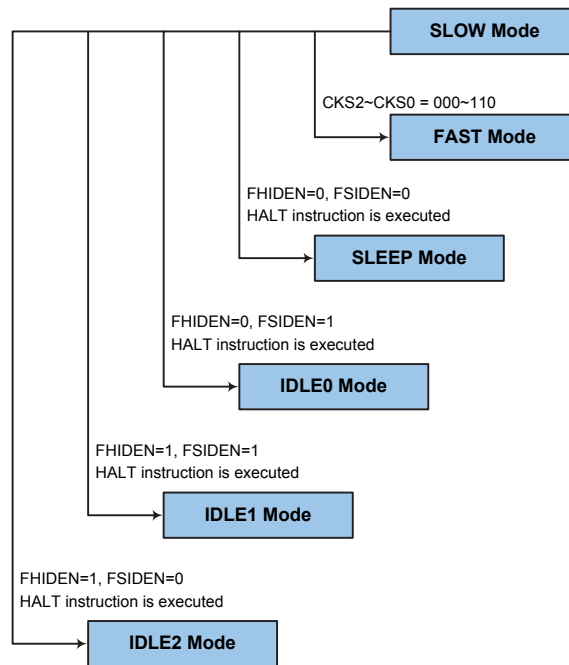 SLOW Mode
CKS2~CKS0 = 000~110
FAST Mode
FHIDEN=0, FSIDEN=0
HALT instruction is executed
SLEEP Mode
FHIDEN=0, FSIDEN=1
HALT instruction is executed
IDLE0 Mode
FHIDEN=1, FSIDEN=1
HALT instruction is executed
IDLE1 Mode
FHIDEN=1, FSIDEN=0
HALT instruction is executed
IDLE2 Mode